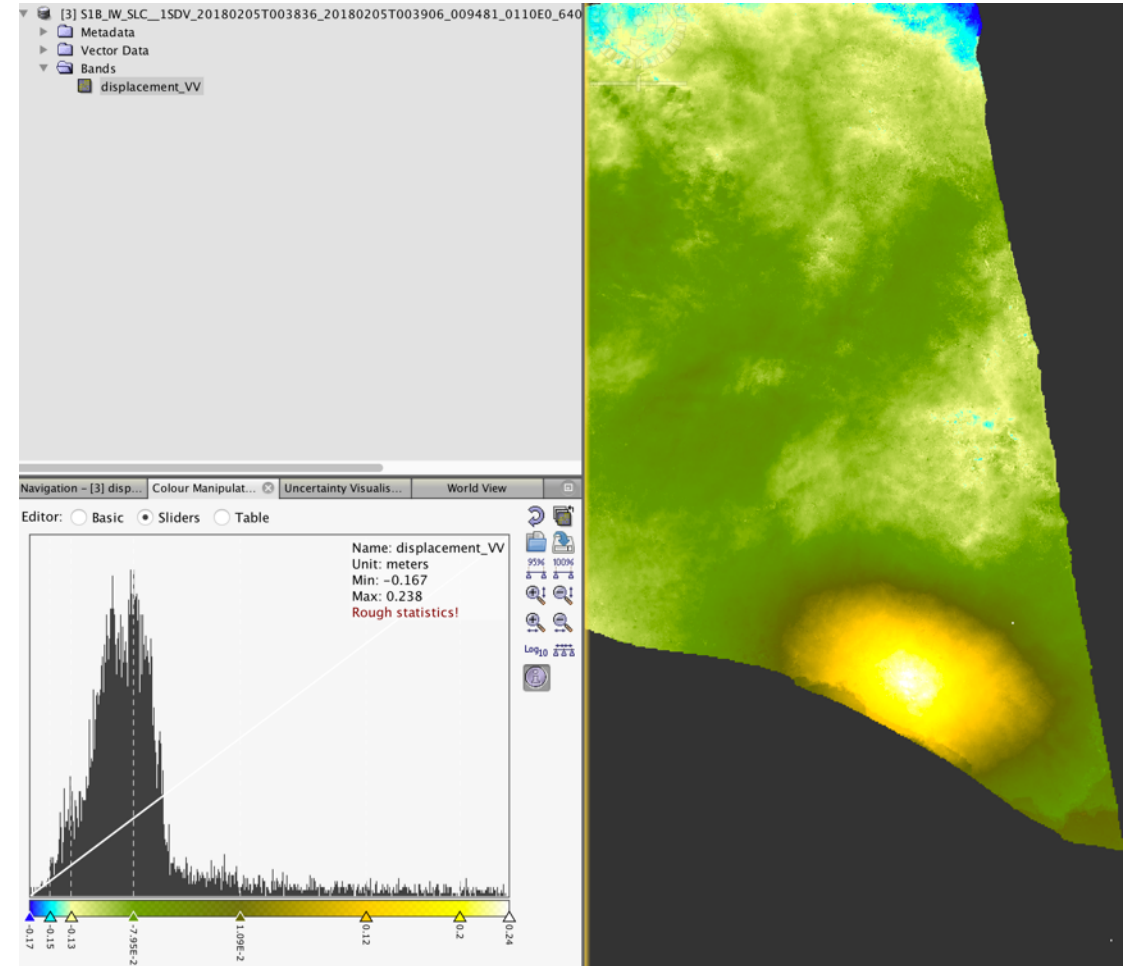 [3] S1B_IW_SLC__1SDV_20180205T003836_20180205T003906_009481_0110E0_640
Metadata
Vector Data
Bands
displacement_VV
Navigation – [3] disp... Colour Manipulat... Uncertainty Visualis... World View
Editor: Basic Sliders Table
Name: displacement_VV
Unit: meters
Min: −0.167
Max: 0.238
Rough statistics!
95% 100%
Log10
-0.17 -0.15 -0.13 -7.95E-2 1.09E-2 0.12 0.2 0.24